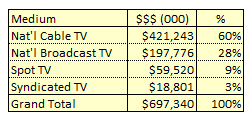 Medium $$$ (000) %
Nat'l Cable TV $421,243 60%
Nat'l Broadcast TV $197,776 28%
Spot TV $59,520 9%
Syndicated TV $18,801 3%
Grand Total $697,340 100%